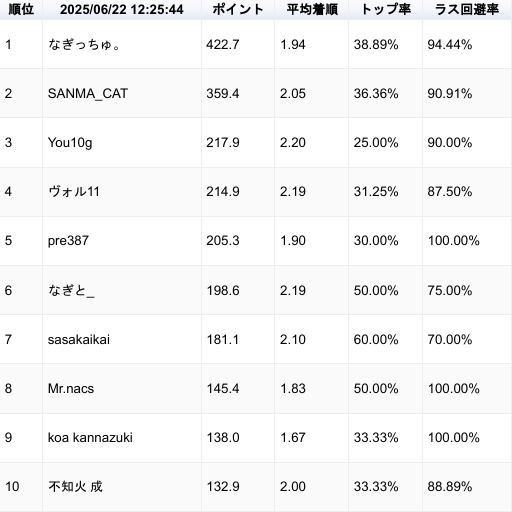 順位 2025/06/22 12:25:44 ポイント 平均着順 トップ率 ラス回避率
1 なぎっちゅ。 422.7 1.94 38.89% 94.44%
2 SANMA_CAT 359.4 2.05 36.36% 90.91%
3 You10g 217.9 2.20 25.00% 90.00%
4 ヴォル11 214.9 2.19 31.25% 87.50%
5 pre387 205.3 1.90 30.00% 100.00%
6 なぎと_ 198.6 2.19 50.00% 75.00%
7 sasakaikai 181.1 2.10 60.00% 70.00%
8 Mr.nacs 145.4 1.83 50.00% 100.00%
9 koa kannazuki 138.0 1.67 33.33% 100.00%
10 不知火 成 132.9 2.00 33.33% 88.89%